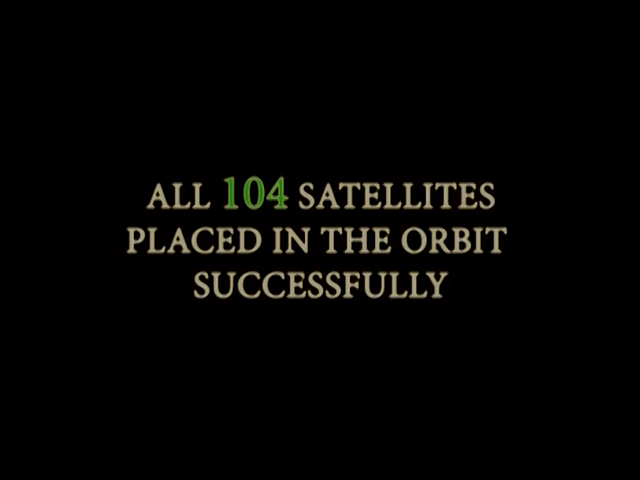 ALL 104 SATELLITES
PLACED IN THE ORBIT
SUCCESSFULLY